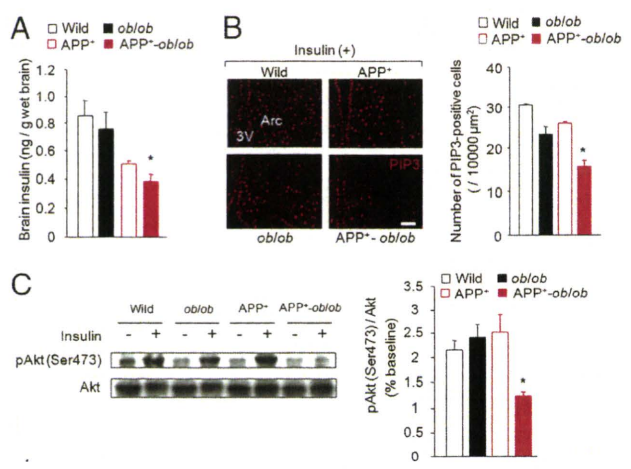 A
Wild ob/ob
APP⁺ APP⁺-ob/ob
Brain insulin (ng / g wet brain)
1.2
1
0.8
0.6
0.4
0.2
0
*
B
Insulin (+)
Wild APP⁺
Arc
3V
PIP3
ob/ob APP⁺- ob/ob
Wild ob/ob
APP⁺ APP⁺-ob/ob
Number of PIP3-positive cells
( / 10000 μm²)
40
30
20
10
0
*
C
Wild ob/ob APP⁺ APP⁺-ob/ob
Insulin - + - + - + - +
pAkt (Ser473)
Akt
Wild ob/ob
APP⁺ APP⁺-ob/ob
pAkt (Ser473) / Akt
(% baseline)
3.5
3
2.5
2
1.5
1
0.5
0
*